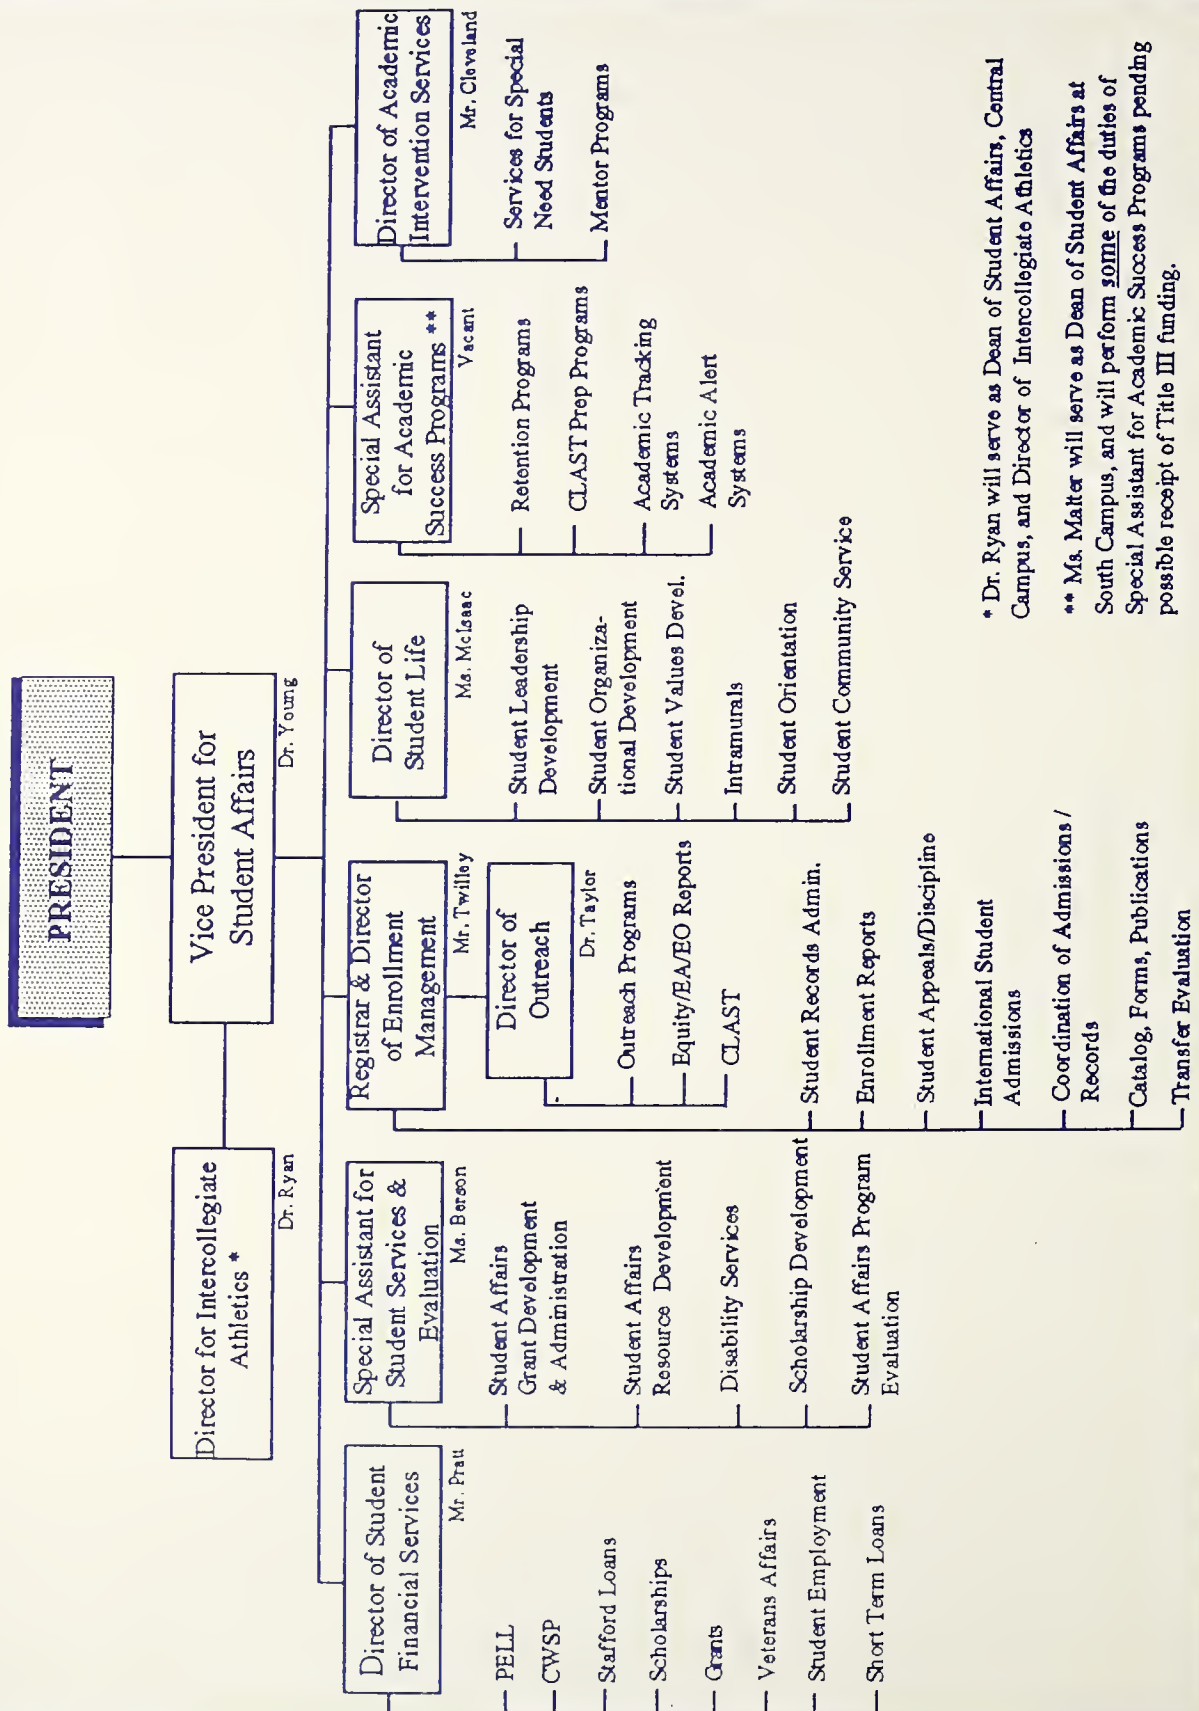 PRESIDENT
Vice President for
Student Affairs
Dr. Young
Director for Intercollegiate
Athletics *
Dr. Ryan
Director of Student
Financial Services
Mr. Pratt
PELL
CWSP
Stafford Loans
Scholarships
Grants
Veterans Affairs
Student Employment
Short Term Loans
Special Assistant for
Student Services &
Evaluation
Ms. Berson
Student Affairs
Grant Development
& Administration
Student Affairs
Resource Development
Disability Services
Scholarship Development
Student Affairs Program
Evaluation
Registrar & Director
of Enrollment
Management
Mr. Twilley
Director of
Outreach
Dr. Taylor
Outreach Programs
Equity/EA/EO Reports
CLAST
Student Records Admin.
Enrollment Reports
Student Appeals/Discipline
International Student
Admissions
Coordination of Admissions /
Records
Catalog, Forms, Publications
Transfer Evaluation
Director of
Student Life
Ms. McIsaac
Student Leadership
Development
Student Organiza-
tional Development
Student Values Devel.
Intramurals
Student Orientation
Student Community Service
Special Assistant
for Academic
Success Programs **
Vacant
Retention Programs
CLAST Prep Programs
Academic Tracking
Systems
Academic Alert
Systems
Director of Academic
Intervention Services
Mr. Cleveland
Services for Special
Need Students
Mentor Programs
* Dr. Ryan will serve as Dean of Student Affairs, Central
Campus, and Director of Intercollegiate Athletics
** Ms. Malter will serve as Dean of Student Affairs at
South Campus, and will perform some of the duties of
Special Assistant for Academic Success Programs pending
possible receipt of Title III funding.